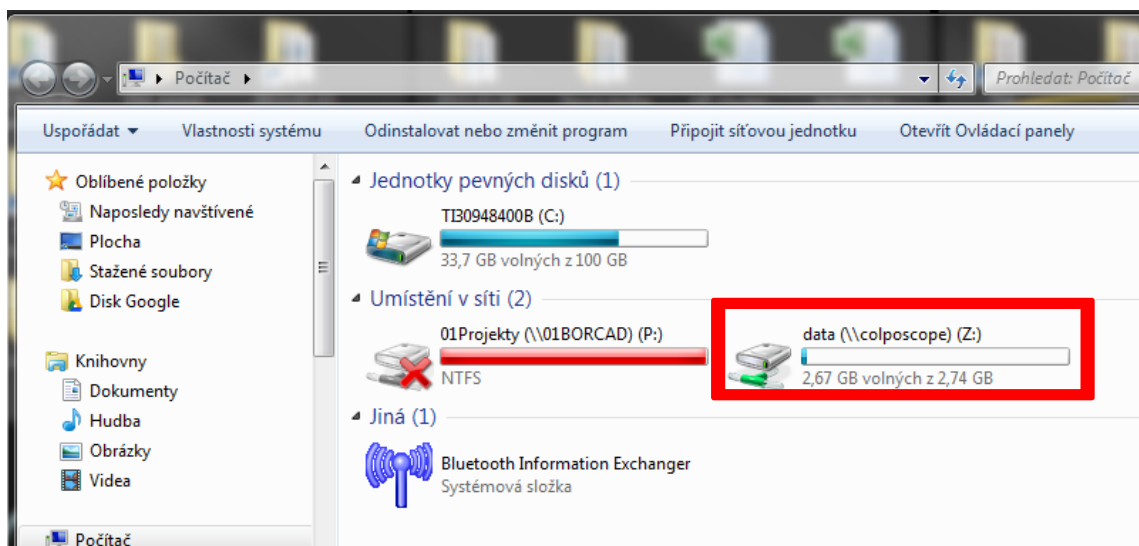 Počítač
Prohledat: Počítač
Uspořádat
Vlastnosti systému
Odinstalovat nebo změnit program
Připojit síťovou jednotku
Otevřít Ovládací panely
Oblíbené položky
Naposledy navštívené
Plocha
Stažené soubory
Disk Google
Knihovny
Dokumenty
Hudba
Obrázky
Videa
Počítač
Jednotky pevných disků (1)
TI30948400B (C:)
33,7 GB volných z 100 GB
Umístění v síti (2)
01Projekty (\\01BORCAD) (P:)
NTFS
data (\\colposcope) (Z:)
2,67 GB volných z 2,74 GB
Jiná (1)
Bluetooth Information Exchanger
Systémová složka